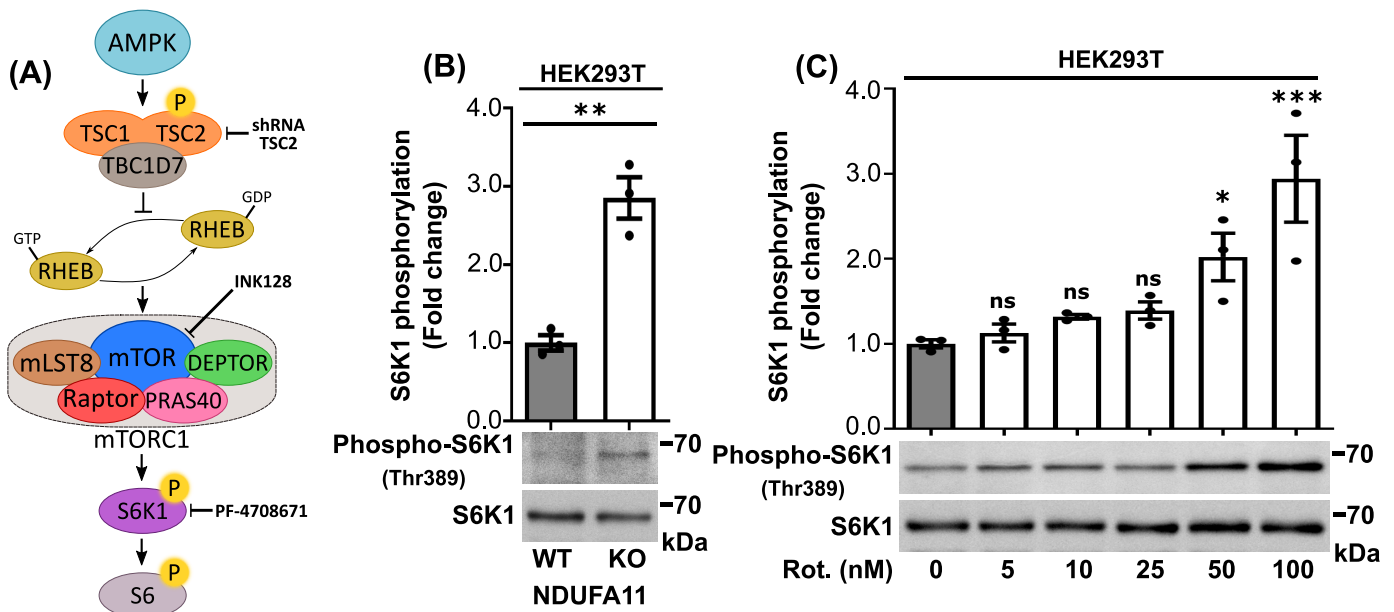 (A)
AMPK
P
TSC1 TSC2
TBC1D7
shRNA
TSC2
GDP
RHEB
GTP
RHEB
INK128
mTOR
mLST8
DEPTOR
Raptor
PRAS40
mTORC1
P
S6K1
PF-4708671
P
S6
(B)
HEK293T
**
S6K1 phosphorylation
(Fold change)
4.0
3.0
2.0
1.0
0.0
Phospho-S6K1
(Thr389)
-70
S6K1
-70
kDa
WT KO
NDUFA11
(C)
HEK293T
S6K1 phosphorylation
(Fold change)
4.0
3.0
2.0
1.0
0.0
ns
ns
ns
*
***
Phospho-S6K1
(Thr389)
-70
S6K1
-70
kDa
Rot. (nM) 0 5 10 25 50 100